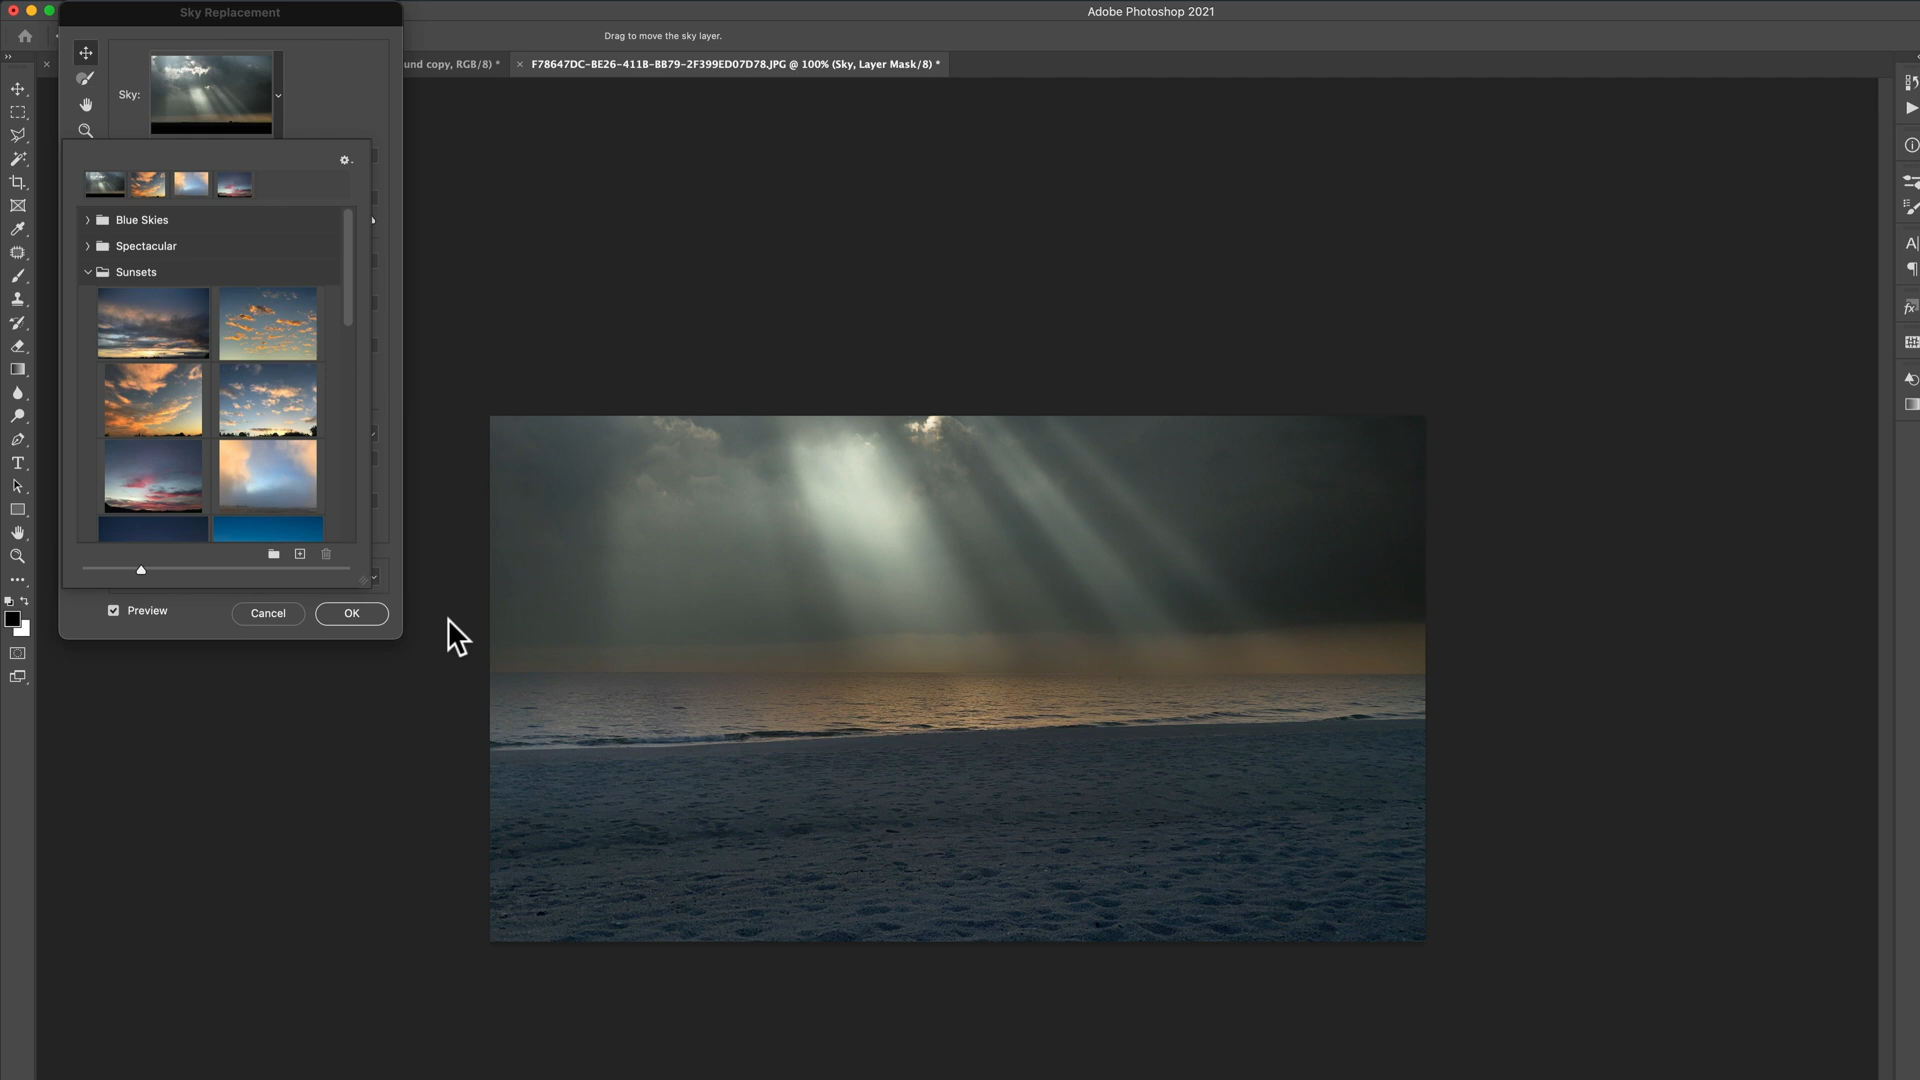 Sky Replacement
Adobe Photoshop 2021
Drag to move the sky layer.
und copy, RGB/8) *
F78647DC-BE26-411B-BB79-2F399ED07D78.JPG @ 100% (Sky, Layer Mask/8) *
Sky:
Blue Skies
Spectacular
Sunsets
Preview
Cancel
OK